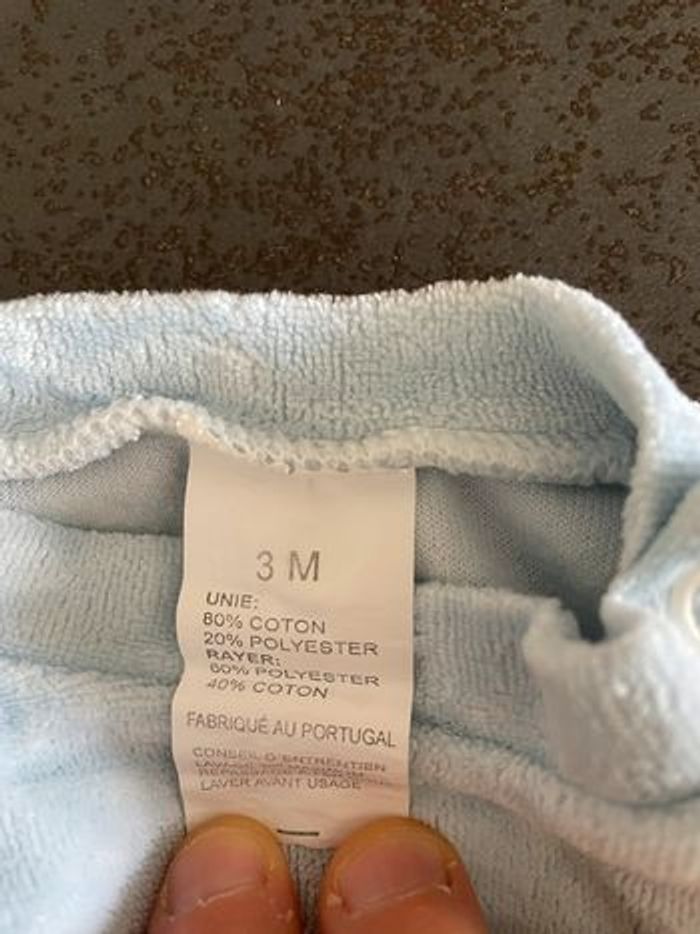 3 M
UNIE:
80% COTON
20% POLYESTER
RAYER:
60% POLYESTER
40% COTON
FABRIQUÉ AU PORTUGAL
CONSEIL D'ENTRETIEN
LAVER AVANT USAGE